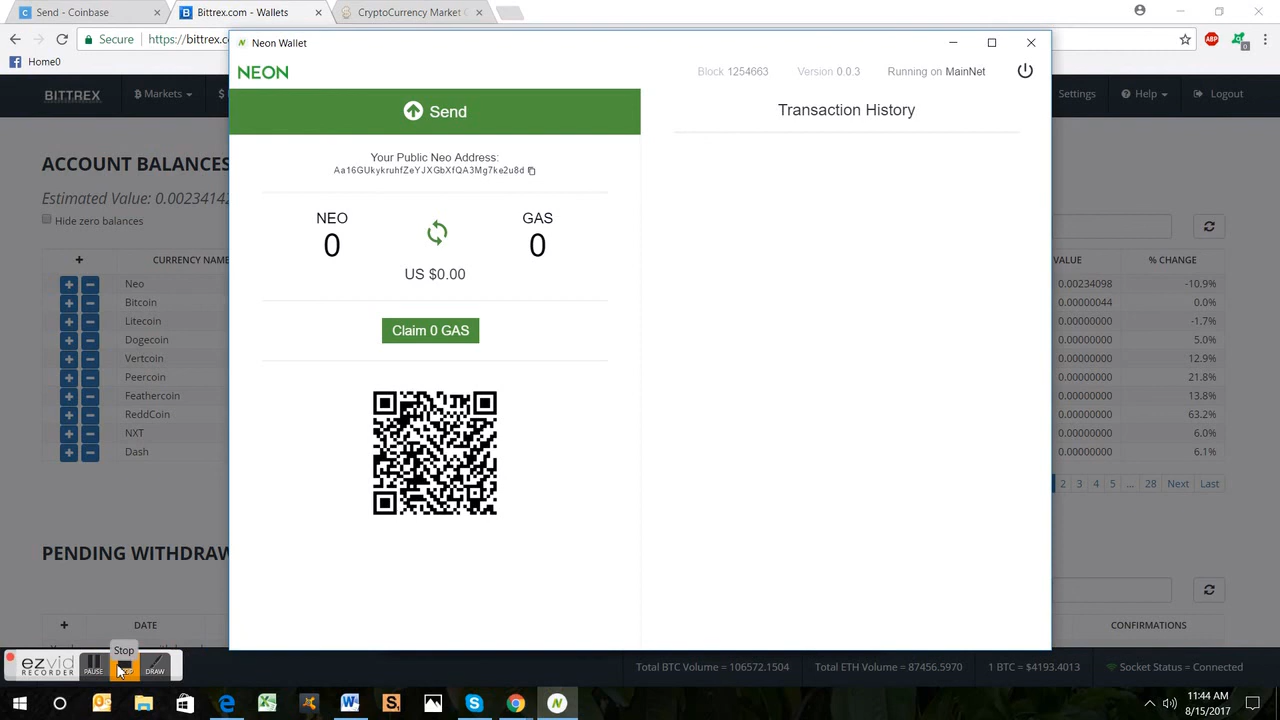 Send - Coinbase
Bittrex.com - Wallets
CryptoCurrency Market C
Secure
https://bittrex.c
ABP
0
Home0
Neon Wallet
NEON
Block 1254663
Version 0.0.3
Running on MainNet
BITTREX
Markets
$
Settings
Help
Logout
Send
Transaction History
Your Public Neo Address:
Aa16GUkykruhfZeYJXGbXfQA3Mg7ke2u8d
ACCOUNT BALANCES
Estimated Value: 0.00234142
Hide zero balances
NEO
0
GAS
0
US $0.00
Claim 0 GAS
CURRENCY NAME
VALUE
% CHANGE
Neo
0.00234098
-10.9%
Bitcoin
0.00000044
0.0%
Litecoin
0.00000000
-1.7%
Dogecoin
0.00000000
5.0%
Vertcoin
0.00000000
12.9%
Peercoin
0.00000000
21.8%
Feathercoin
0.00000000
13.8%
ReddCoin
0.00000000
63.2%
NXT
0.00000000
6.0%
Dash
0.00000000
6.1%
2 3 4 5 ... 28 Next Last
PENDING WITHDRAW
DATE
CONFIRMATIONS
Stop
ezvid
RECORDER
PAUSE
DRAW
Total BTC Volume = 106572.1504
Total ETH Volume = 87456.5970
1 BTC = $4193.4013
Socket Status = Connected
11:44 AM
8/15/2017